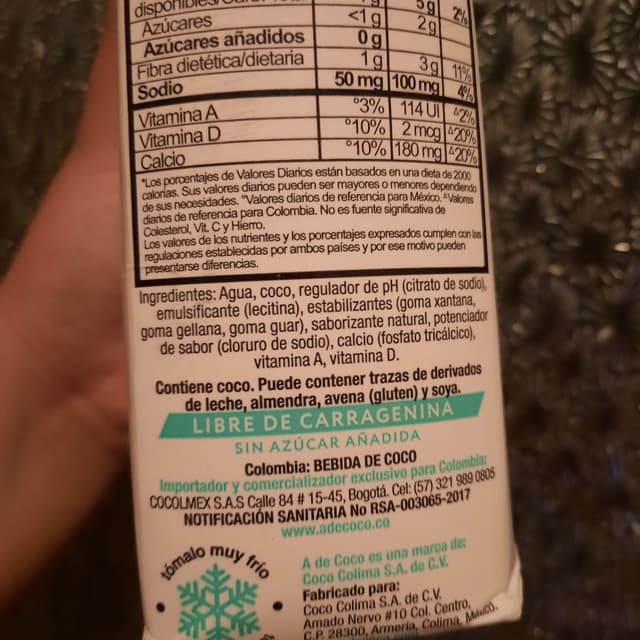 Azúcares <1 g 2 g
Azúcares añadidos 0 g
Fibra dietética/dietaria 1 g 3 g 11%
Sodio 50 mg 100 mg 4%
Vitamina A °3% 114 UI ᐞ2%
Vitamina D °10% 2 mcg ᐞ20%
Calcio °10% 180 mg ᐞ20%
*Los porcentajes de Valores Diarios están basados en una dieta de 2000
calorías. Sus valores diarios pueden ser mayores o menores dependiendo
de sus necesidades. °Valores diarios de referencia para México. ᐞValores
diarios de referencia para Colombia. No es fuente significativa de
Colesterol, Vit. C y Hierro.
Los valores de los nutrientes y los porcentajes expresados cumplen con las
regulaciones establecidas por ambos países y por ese motivo pueden
presentarse diferencias.
Ingredientes: Agua, coco, regulador de pH (citrato de sodio),
emulsificante (lecitina), estabilizantes (goma xantana,
goma gellana, goma guar), saborizante natural, potenciador
de sabor (cloruro de sodio), calcio (fosfato tricálcico),
vitamina A, vitamina D.
Contiene coco. Puede contener trazas de derivados
de leche, almendra, avena (gluten) y soya.
LIBRE DE CARRAGENINA
SIN AZÚCAR AÑADIDA
Colombia: BEBIDA DE COCO
Importador y comercializador exclusivo para Colombia:
COCOLMEX S.A.S Calle 84 # 15-45, Bogotá. Cel: (57) 321 989 0805
NOTIFICACIÓN SANITARIA No RSA-003065-2017
www.adecoco.co
tómalo muy frío
A de Coco es una marca de:
Coco Colima S.A. de C.V.
Fabricado para:
Coco Colima S.A. de C.V.
Amado Nervo #10 Col. Centro,
C.P. 28300, Armería, Colima, México.